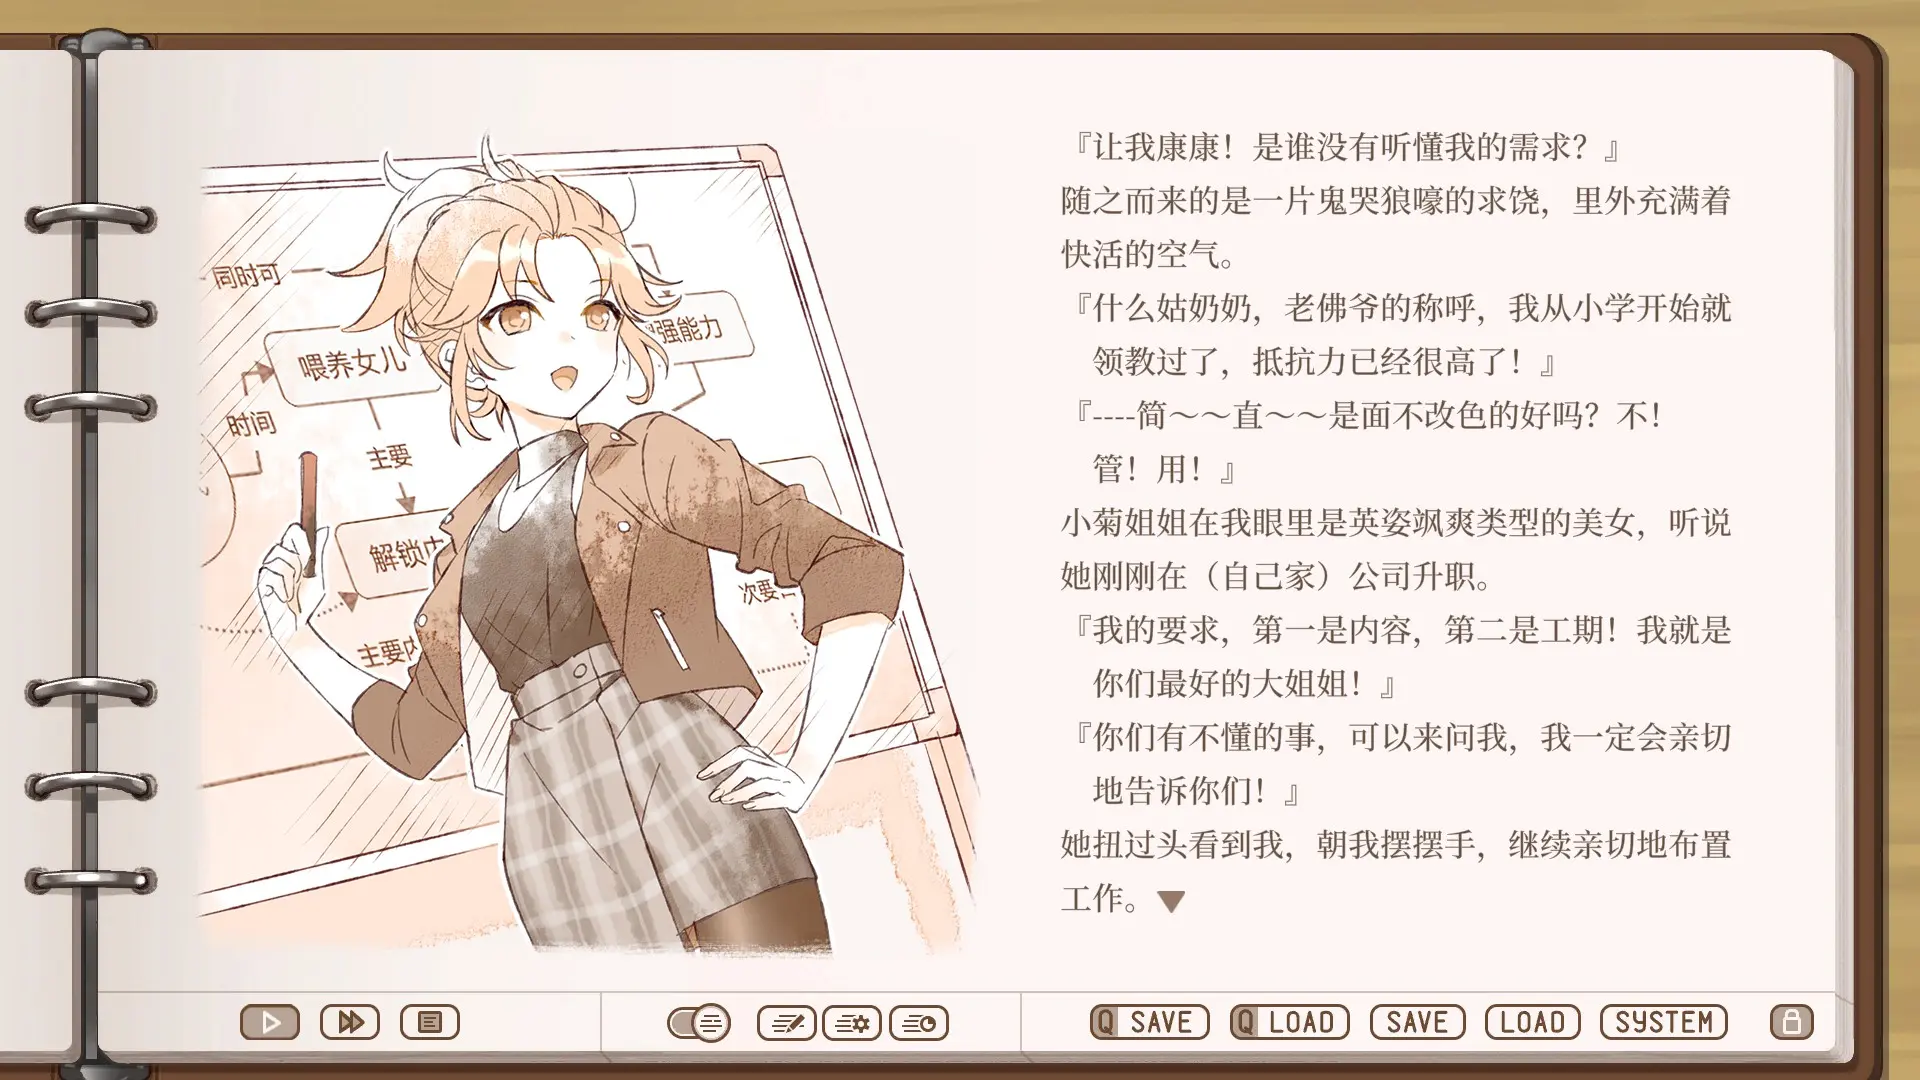 同时可
强能力
喂养女儿
时间
主要
解锁
次要
主要内
『让我康康！是谁没有听懂我的需求？』
随之而来的是一片鬼哭狼嚎的求饶，里外充满着
快活的空气。
『什么姑奶奶，老佛爷的称呼，我从小学开始就
领教过了，抵抗力已经很高了！』
『----简～～直～～是面不改色的好吗？不！
管！用！』
小菊姐姐在我眼里是英姿飒爽类型的美女，听说
她刚刚在（自己家）公司升职。
『我的要求，第一是内容，第二是工期！我就是
你们最好的大姐姐！』
『你们有不懂的事，可以来问我，我一定会亲切
地告诉你们！』
她扭过头看到我，朝我摆摆手，继续亲切地布置
工作。
Q SAVE
Q LOAD
SAVE
LOAD
SYSTEM